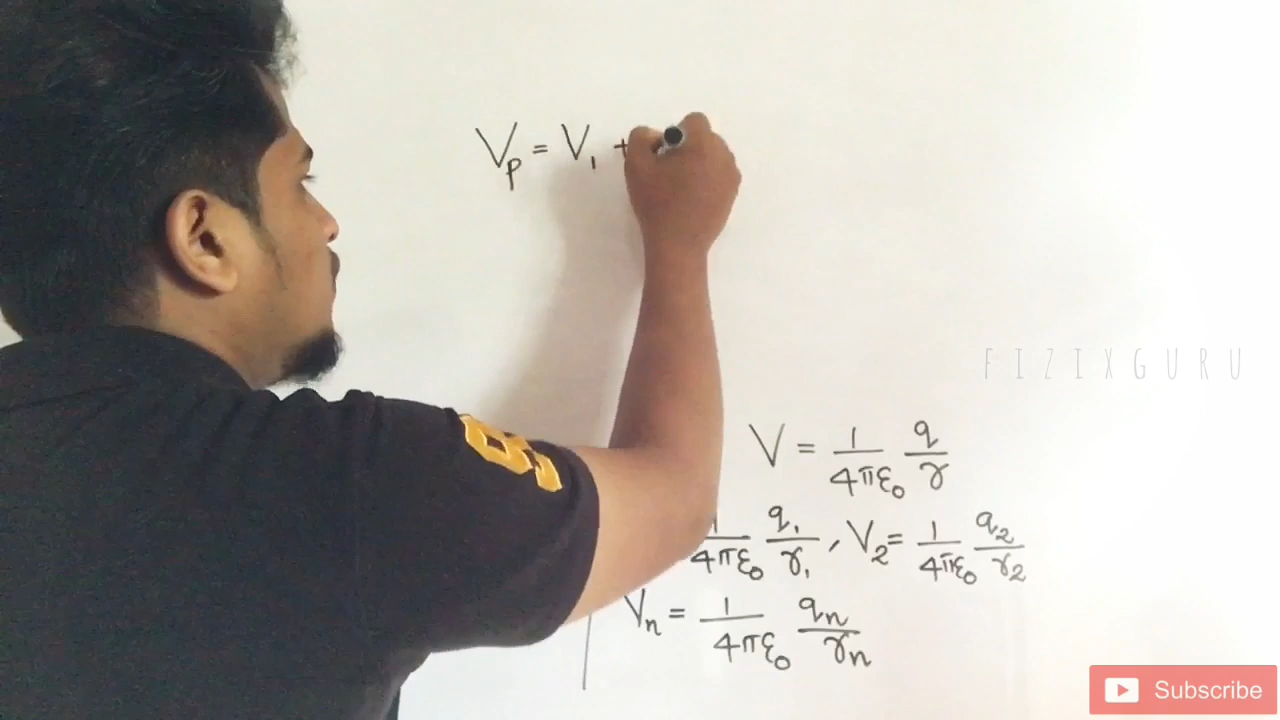 Vₚ = V₁ +
FIZIXGURU
V = 1/4πε₀ q/r
1/4πε₀ q₁/r₁ , V₂ = 1/4πε₀ q₂/r₂
Vₙ = 1/4πε₀ qₙ/rₙ
Subscribe